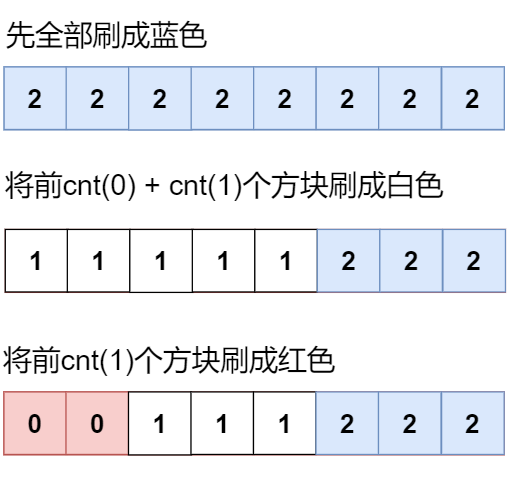 先全部刷成蓝色
2 2 2 2 2 2 2 2
将前cnt(0) + cnt(1)个方块刷成白色
1 1 1 1 1 2 2 2
将前cnt(1)个方块刷成红色
0 0 1 1 1 2 2 2